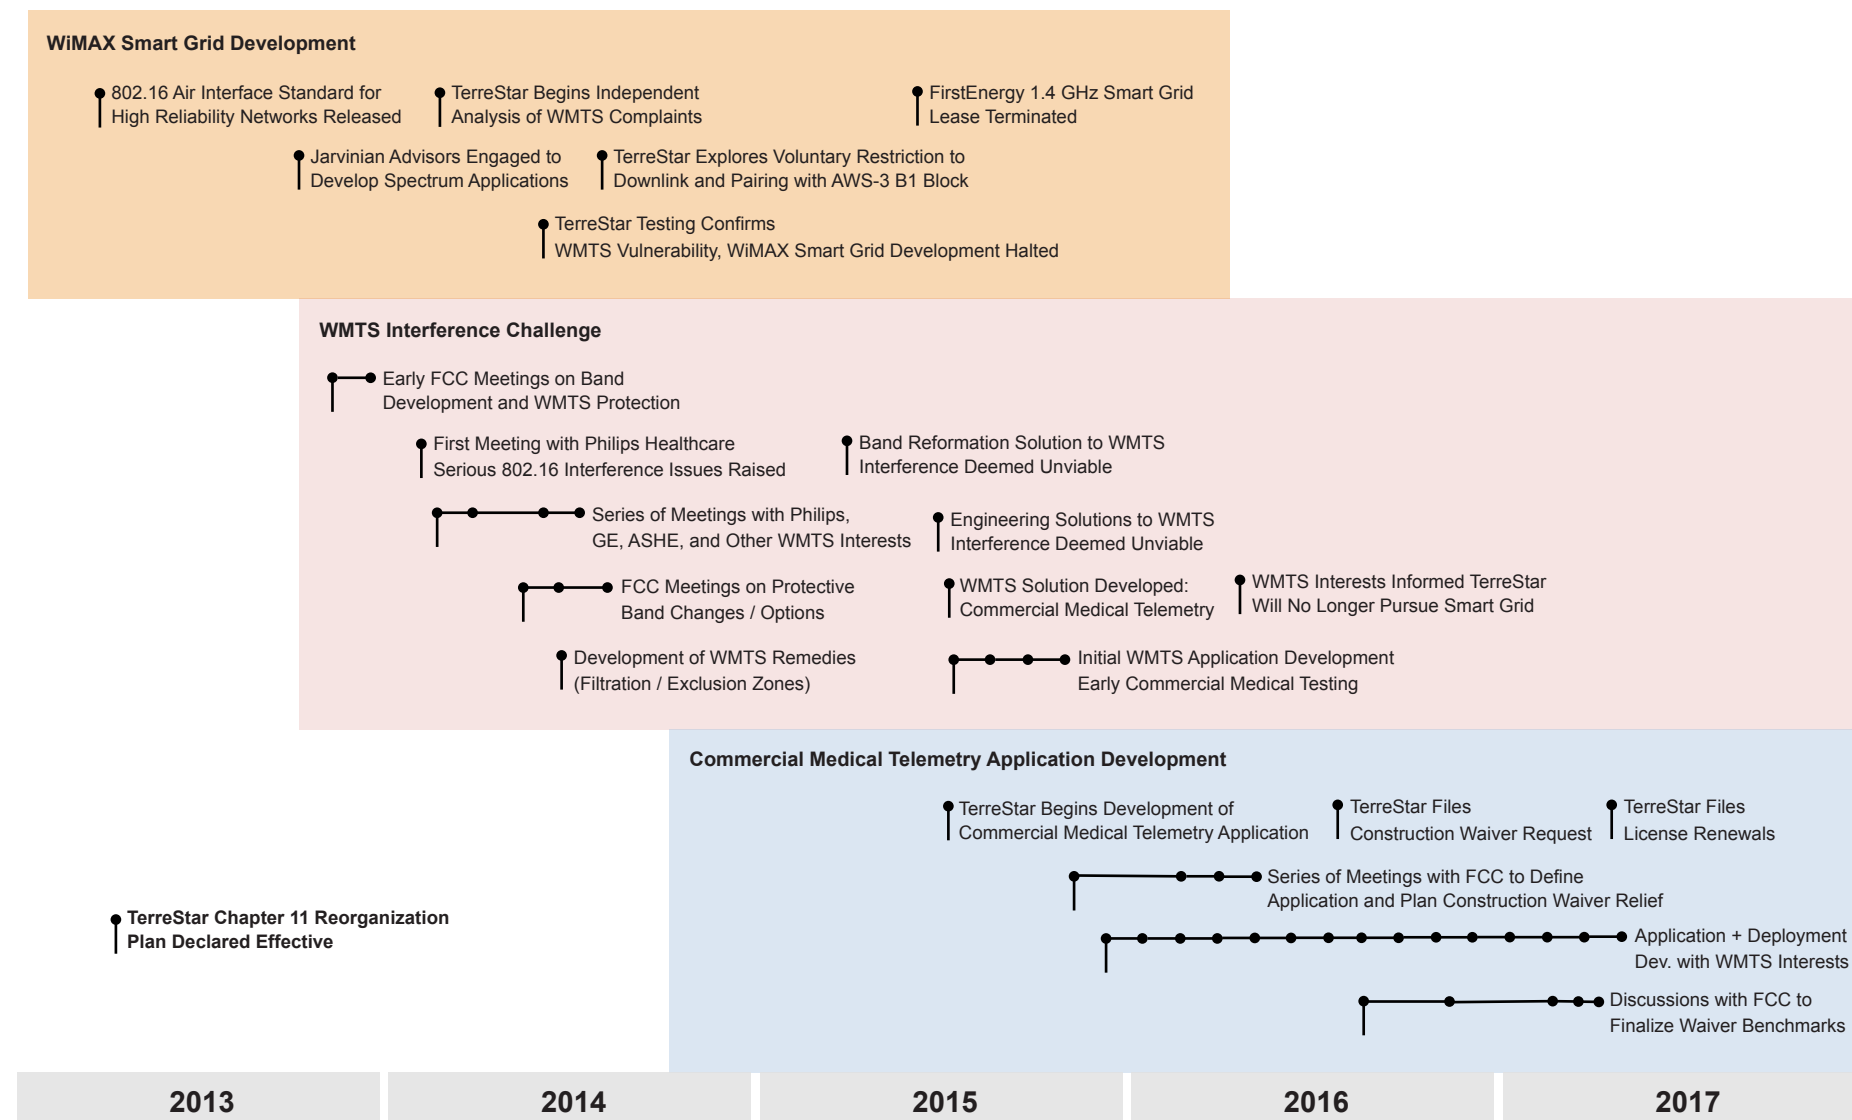 WiMAX Smart Grid Development
802.16 Air Interface Standard for
High Reliability Networks Released
TerreStar Begins Independent
Analysis of WMTS Complaints
FirstEnergy 1.4 GHz Smart Grid
Lease Terminated
Jarvinian Advisors Engaged to
Develop Spectrum Applications
TerreStar Explores Voluntary Restriction to
Downlink and Pairing with AWS-3 B1 Block
TerreStar Testing Confirms
WMTS Vulnerability, WiMAX Smart Grid Development Halted
WMTS Interference Challenge
Early FCC Meetings on Band
Development and WMTS Protection
First Meeting with Philips Healthcare
Serious 802.16 Interference Issues Raised
Band Reformation Solution to WMTS
Interference Deemed Unviable
Series of Meetings with Philips,
GE, ASHE, and Other WMTS Interests
Engineering Solutions to WMTS
Interference Deemed Unviable
FCC Meetings on Protective
Band Changes / Options
WMTS Solution Developed:
Commercial Medical Telemetry
WMTS Interests Informed TerreStar
Will No Longer Pursue Smart Grid
Development of WMTS Remedies
(Filtration / Exclusion Zones)
Initial WMTS Application Development
Early Commercial Medical Testing
Commercial Medical Telemetry Application Development
TerreStar Begins Development of
Commercial Medical Telemetry Application
TerreStar Files
Construction Waiver Request
TerreStar Files
License Renewals
Series of Meetings with FCC to Define
Application and Plan Construction Waiver Relief
TerreStar Chapter 11 Reorganization
Plan Declared Effective
Application + Deployment
Dev. with WMTS Interests
Discussions with FCC to
Finalize Waiver Benchmarks
2013
2014
2015
2016
2017